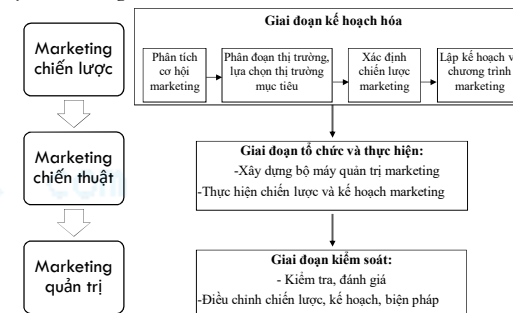 Marketing
chiến lược
Marketing
chiến thuật
Marketing
quản trị
Giai đoạn kế hoạch hóa
Phân tích
cơ hội
marketing
Phân đoạn thị trường,
lựa chọn thị trường
mục tiêu
Xác định
chiến lược
marketing
Lập kế hoạch
chương trình
marketing
Giai đoạn tổ chức và thực hiện:
-Xây dựng bộ máy quản trị marketing
-Thực hiện chiến lược và kế hoạch marketing
Giai đoạn kiểm soát:
- Kiểm tra, đánh giá
-Điều chỉnh chiến lược, kế hoạch, biện pháp